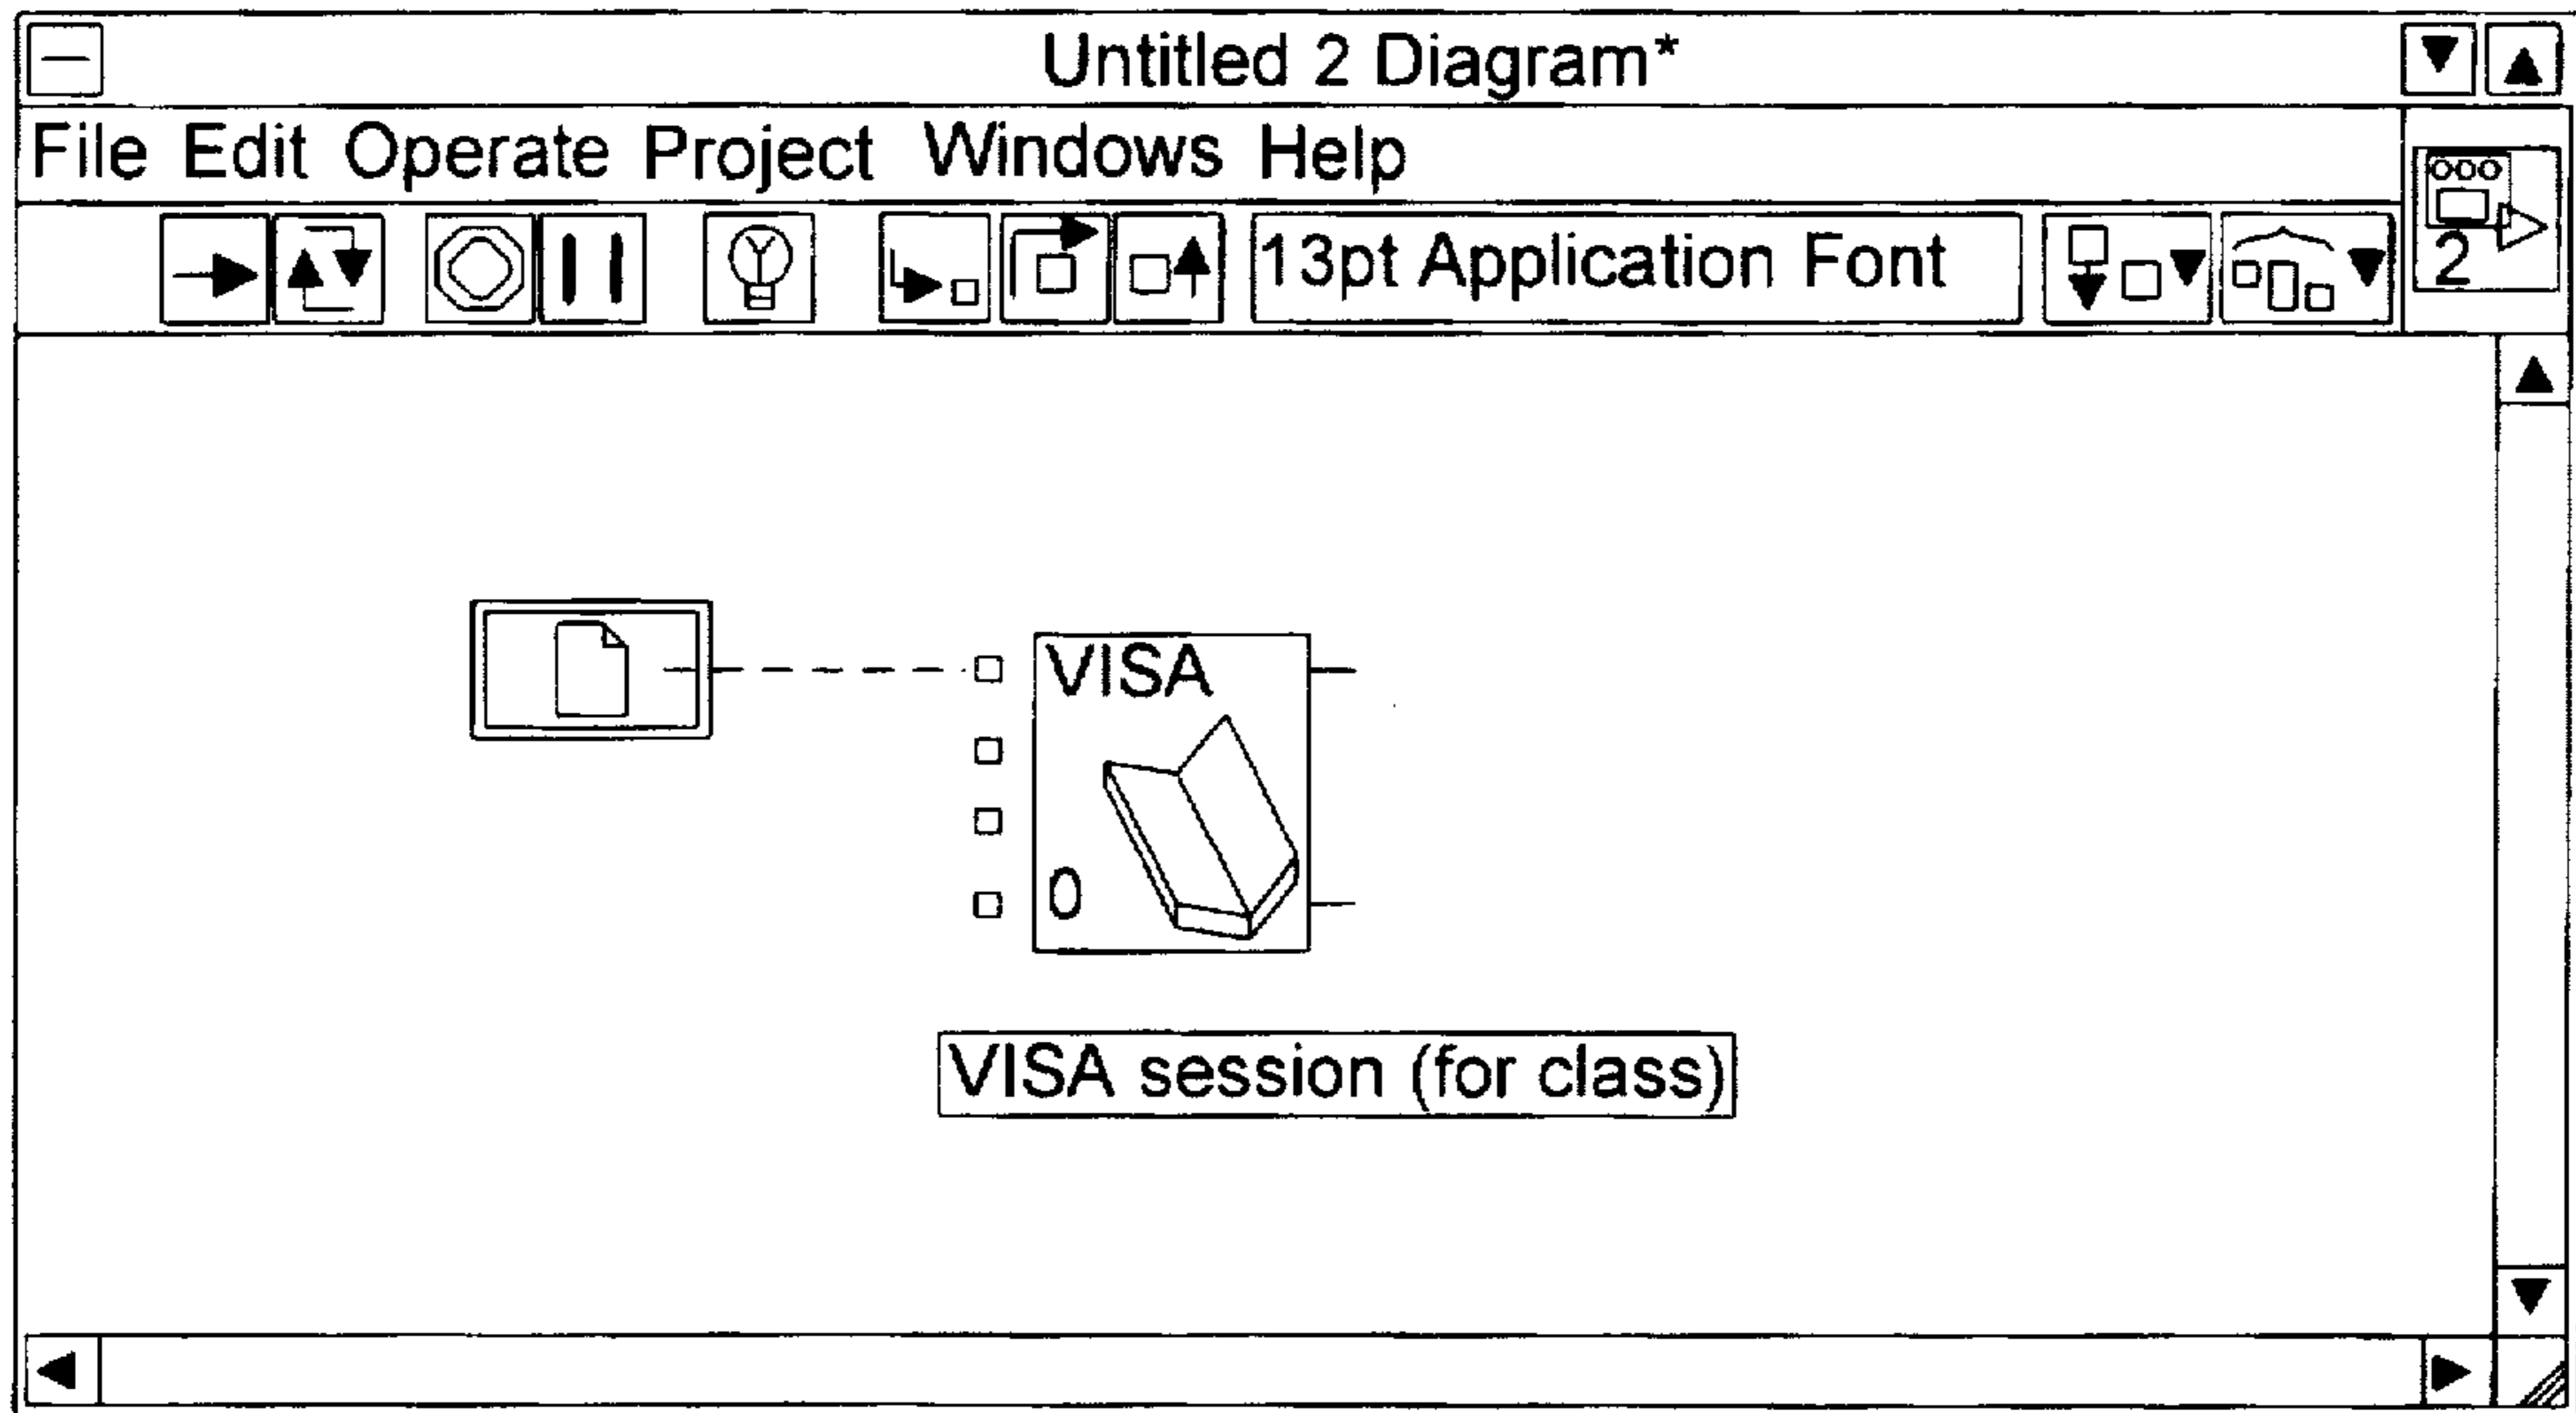 Untitled 2 Diagram*
File Edit Operate Project Windows Help
13pt Application Font
2
VISA
0
VISA session (for class)